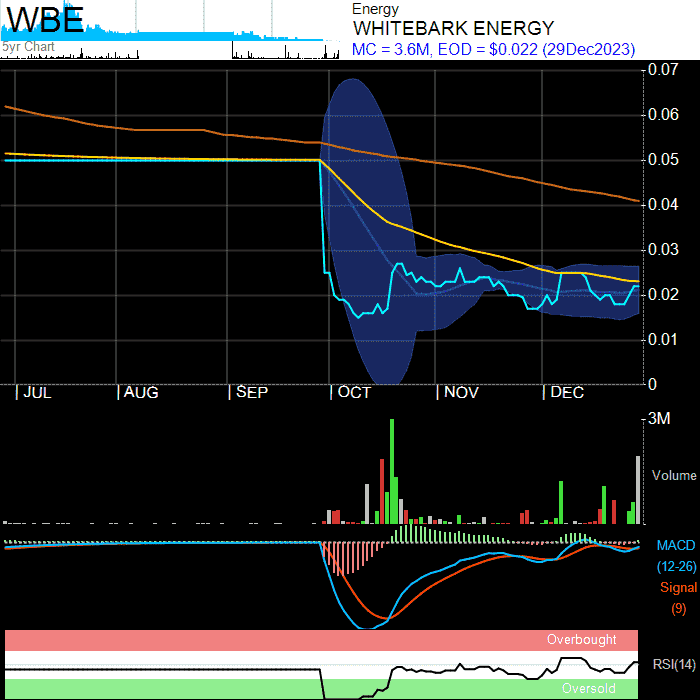 WBE
5yr Chart
Energy
WHITEBARK ENERGY
MC = 3.6M, EOD = $0.022 (29Dec2023)
0.07
0.06
0.05
0.04
0.03
0.02
0.01
0
JUL AUG SEP OCT NOV DEC
3M
Volume
MACD
(12-26)
Signal
(9)
Overbought
RSI(14)
Oversold